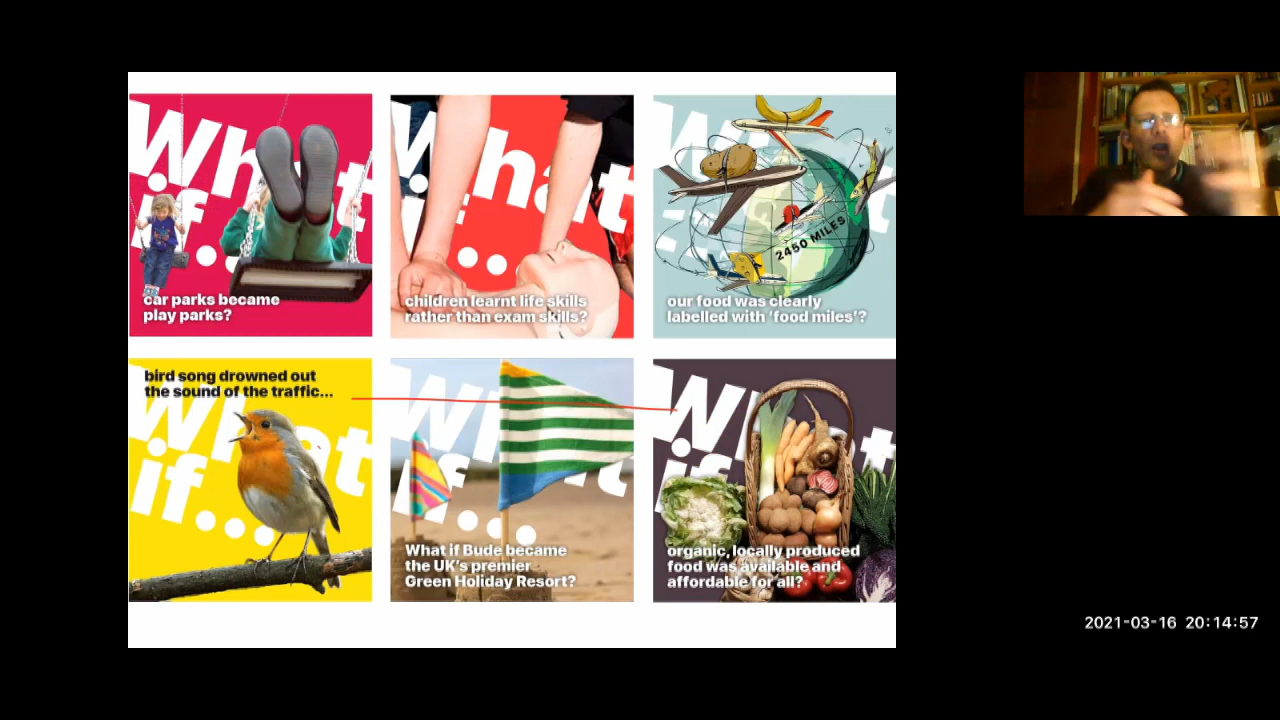 What
if...
car parks became
play parks?
What
if...
children learnt life skills
rather than exam skills?
What
if...
2450 MILES
our food was clearly
labelled with ‘food miles’?
bird song drowned out
the sound of the traffic...
What
if...
What
if...
What if Bude became
the UK’s premier
Green Holiday Resort?
What
if...
organic, locally produced
food was available and
affordable for all?
2021-03-16 20:14:57